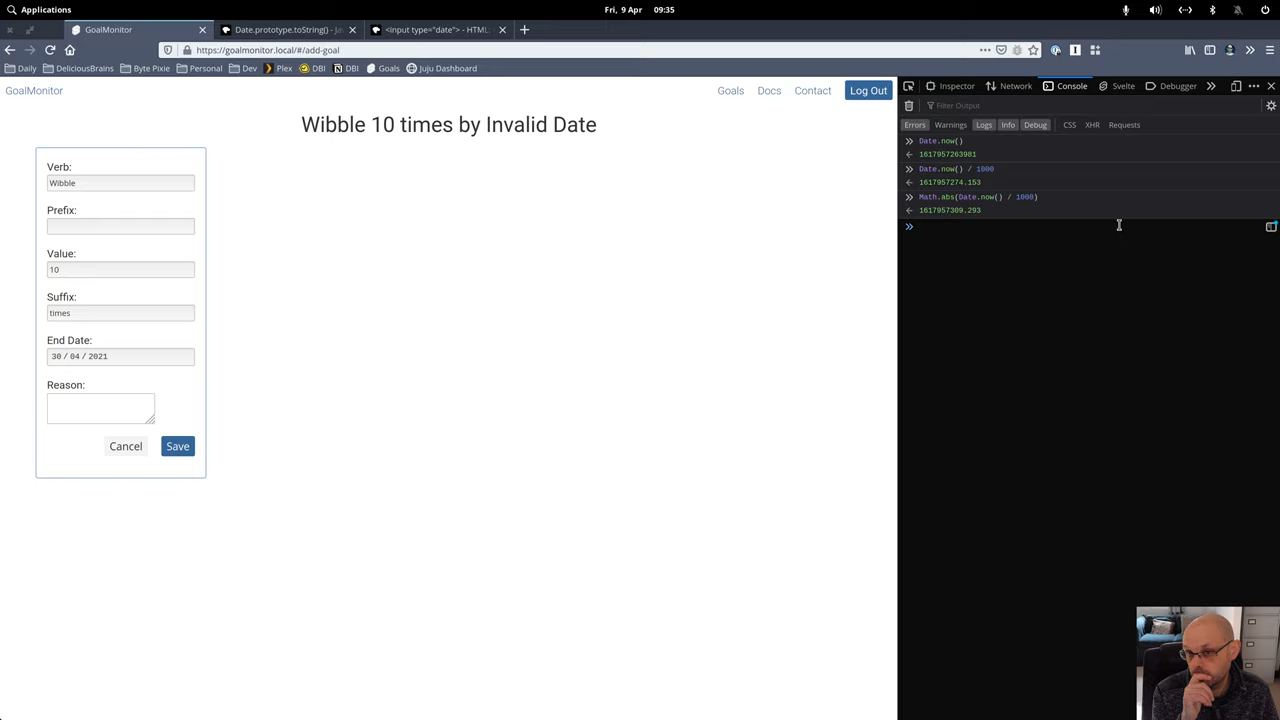 Applications
Fri, 9 Apr 09:35
GoalMonitor
Date.prototype.toString() - Ja
<input type="date"> - HTML:
https://goalmonitor.local/#/add-goal
Daily
DeliciousBrains
Byte Pixie
Personal
Dev
Plex
DBI
DBI
Goals
Juju Dashboard
GoalMonitor
Goals
Docs
Contact
Log Out
Wibble 10 times by Invalid Date
Verb:
Wibble
Prefix:
Value:
10
Suffix:
times
End Date:
30 / 04 / 2021
Reason:
Cancel
Save
Inspector
Network
Console
Svelte
Debugger
Filter Output
Errors
Warnings
Logs
Info
Debug
CSS
XHR
Requests
Date.now()
1617957263981
Date.now() / 1000
1617957274.153
Math.abs(Date.now() / 1000)
1617957309.293